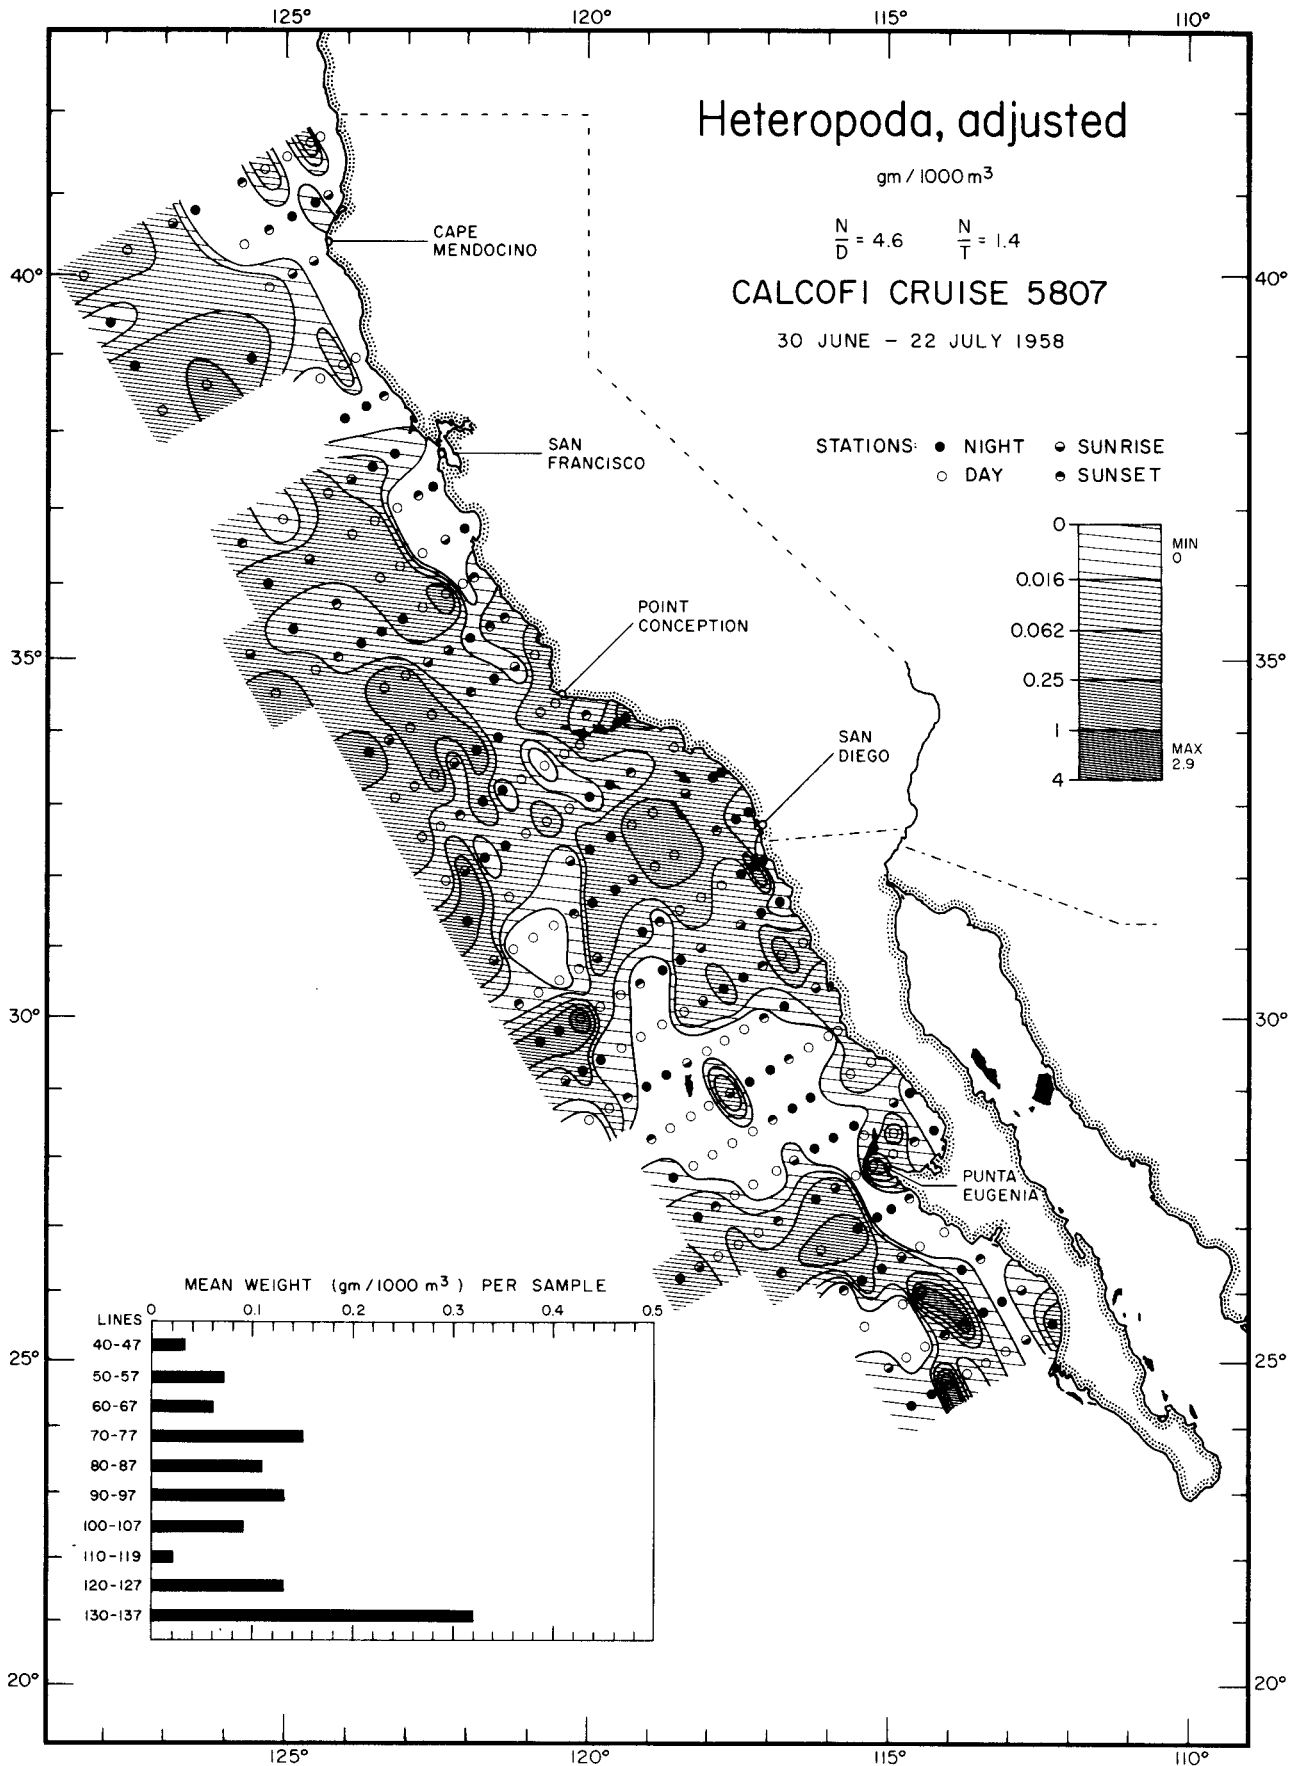 125° 120° 115° 110°
Heteropoda, adjusted
gm / 1000 m³
N/D = 4.6 N/T = 1.4
CALCOFI CRUISE 5807
30 JUNE – 22 JULY 1958
CAPE
MENDOCINO
40° 40°
STATIONS: ● NIGHT SUNRISE
○ DAY SUNSET
SAN
FRANCISCO
0
MIN
0
0.016
0.062
0.25
1
MAX
2.9
4
POINT
CONCEPTION
35° 35°
SAN
DIEGO
30° 30°
PUNTA
EUGENIA
MEAN WEIGHT (gm/1000 m³) PER SAMPLE
0 0.1 0.2 0.3 0.4 0.5
LINES
40-47
25° 25°
50-57
60-67
70-77
80-87
90-97
100-107
110-119
120-127
130-137
20° 20°
125° 120° 115° 110°